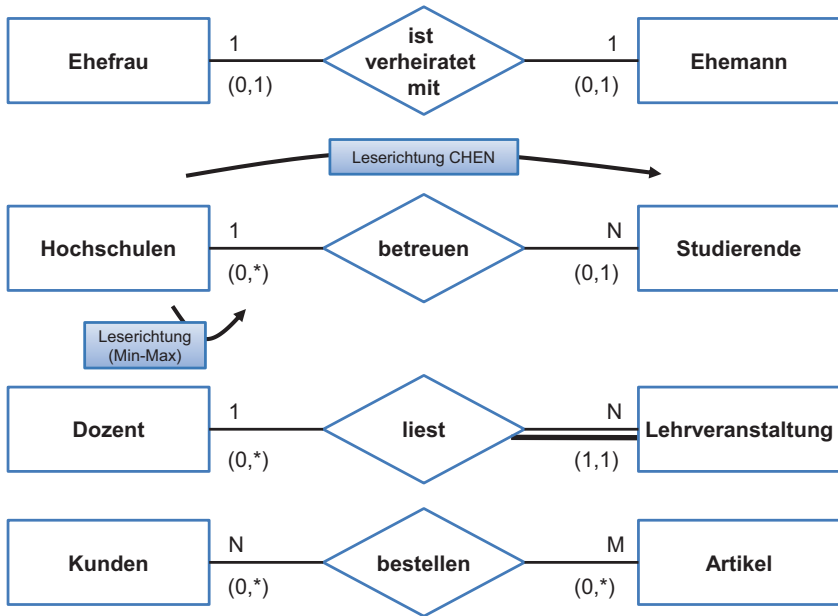 Ehefrau
1
(0,1)
ist
verheiratet
mit
1
(0,1)
Ehemann
Leserichtung CHEN
Hochschulen
1
(0,*)
betreuen
N
(0,1)
Studierende
Leserichtung
(Min-Max)
Dozent
1
(0,*)
liest
N
(1,1)
Lehrveranstaltung
Kunden
N
(0,*)
bestellen
M
(0,*)
Artikel